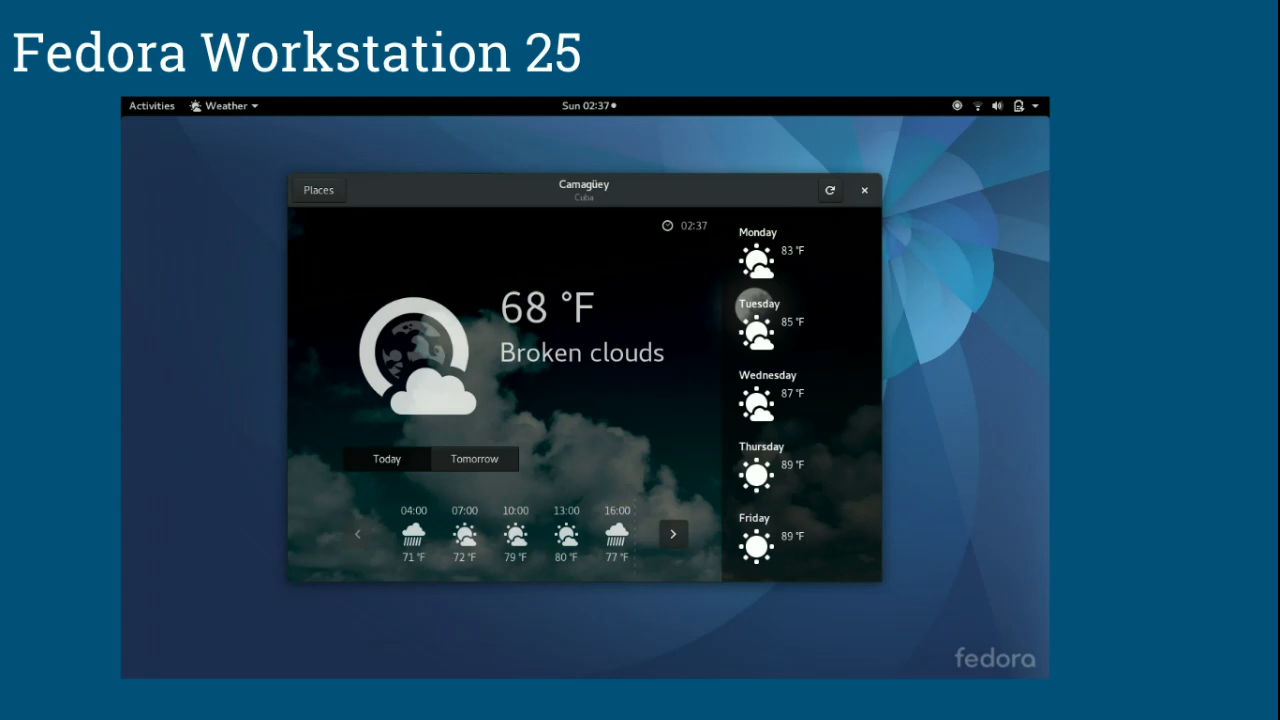 Fedora Workstation 25
Activities Weather Sun 02:37
Places Camagüey
Cuba
02:37
68 °F
Broken clouds
Today Tomorrow
04:00 07:00 10:00 13:00 16:00
71 °F 72 °F 79 °F 80 °F 77 °F
Monday
83 °F
Tuesday
85 °F
Wednesday
87 °F
Thursday
89 °F
Friday
89 °F
fedora